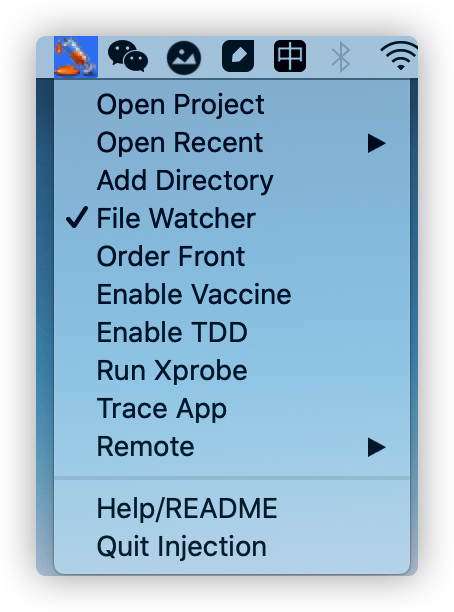 中
Open Project
Open Recent
Add Directory
File Watcher
Order Front
Enable Vaccine
Enable TDD
Run Xprobe
Trace App
Remote
Help/README
Quit Injection